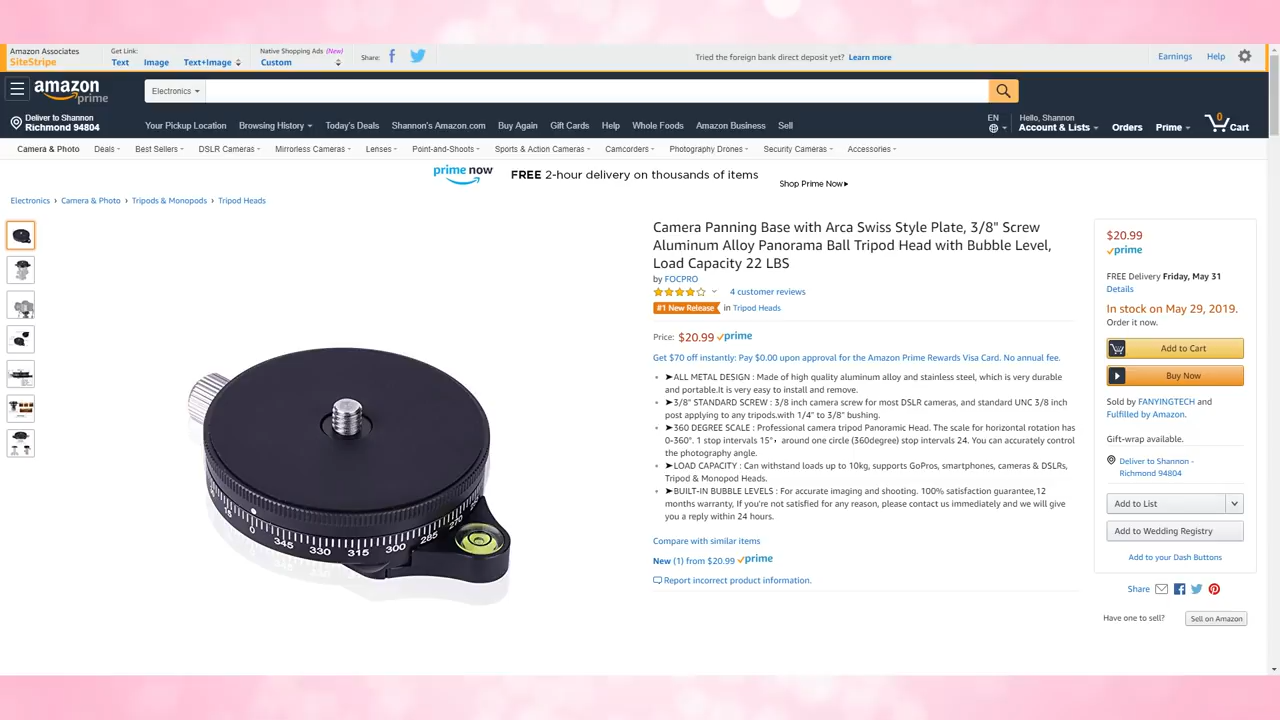 Amazon Associates
SiteStripe
Get Link:
Text Image Text+Image
Native Shopping Ads (New)
Custom
Share:
Tried the foreign bank direct deposit yet? Learn more
Earnings Help
amazon
prime
Electronics
Deliver to Shannon
Richmond 94804
Your Pickup Location Browsing History Today's Deals Shannon's Amazon.com Buy Again Gift Cards Help Whole Foods Amazon Business Sell
EN
Hello, Shannon
Account & Lists Orders Prime 0 Cart
Camera & Photo Deals Best Sellers DSLR Cameras Mirrorless Cameras Lenses Point-and-Shoots Sports & Action Cameras Camcorders Photography Drones Security Cameras Accessories
prime now FREE 2-hour delivery on thousands of items Shop Prime Now
Electronics › Camera & Photo › Tripods & Monopods › Tripod Heads
Camera Panning Base with Arca Swiss Style Plate, 3/8" Screw
Aluminum Alloy Panorama Ball Tripod Head with Bubble Level,
Load Capacity 22 LBS
by FOCPRO
4 customer reviews
#1 New Release in Tripod Heads
Price: $20.99 prime
Get $70 off instantly: Pay $0.00 upon approval for the Amazon Prime Rewards Visa Card. No annual fee.
• ➤ALL METAL DESIGN : Made of high quality aluminum alloy and stainless steel, which is very durable
and portable.It is very easy to install and remove.
• ➤3/8" STANDARD SCREW : 3/8 inch camera screw for most DSLR cameras, and standard UNC 3/8 inch
post applying to any tripods.with 1/4" to 3/8" bushing.
• ➤360 DEGREE SCALE : Professional camera tripod Panoramic Head. The scale for horizontal rotation has
0-360°. 1 stop intervals 15°· around one circle (360degree) stop intervals 24. You can accurately control
the photography angle.
• ➤LOAD CAPACITY : Can withstand loads up to 10kg, supports GoPros, smartphones, cameras & DSLRs,
Tripod & Monopod Heads.
• ➤BUILT-IN BUBBLE LEVELS : For accurate imaging and shooting. 100% satisfaction guarantee,12
months warranty, If you're not satisfied for any reason, please contact us immediately and we will give
you a reply within 24 hours.
Compare with similar items
New (1) from $20.99 prime
Report incorrect product information.
0 345 330 315 300 285 270
$20.99
prime
FREE Delivery Friday, May 31
Details
In stock on May 29, 2019.
Order it now.
Add to Cart
Buy Now
Sold by FANYINGTECH and
Fulfilled by Amazon.
Gift-wrap available.
Deliver to Shannon -
Richmond 94804
Add to List
Add to Wedding Registry
Add to your Dash Buttons
Share
Have one to sell? Sell on Amazon